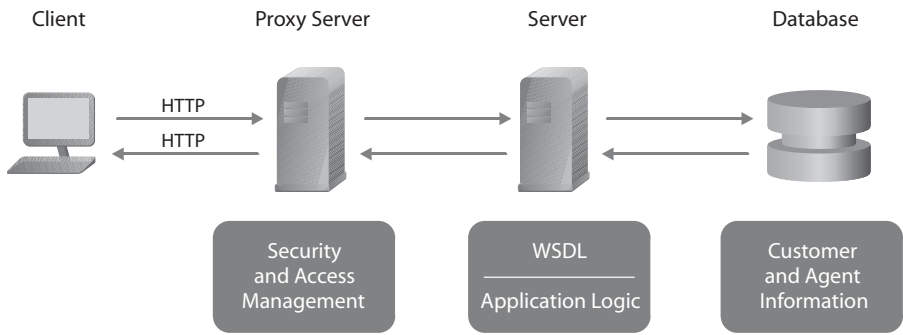 Client
Proxy Server
Server
Database
HTTP
HTTP
Security
and Access
Management
WSDL
Application Logic
Customer
and Agent
Information